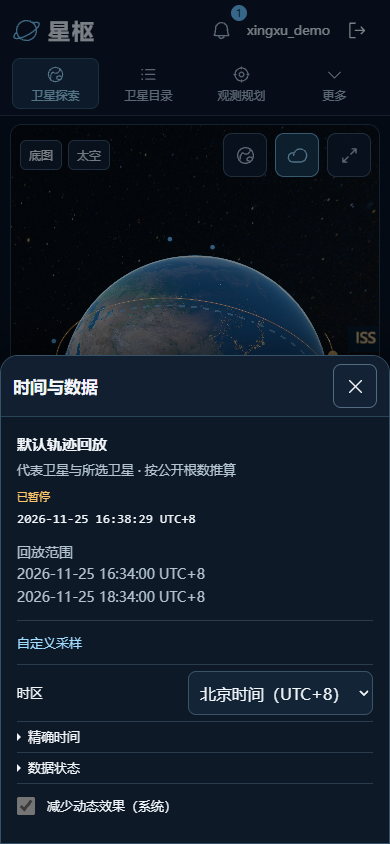 星枢
1
xingxu_demo
卫星探索
卫星目录
观测规划
更多
底图
太空
ISS
时间与数据
默认轨迹回放
代表卫星与所选卫星 · 按公开根数推算
已暂停
2026-11-25 16:38:29 UTC+8
回放范围
2026-11-25 16:34:00 UTC+8
2026-11-25 18:34:00 UTC+8
自定义采样
时区
北京时间（UTC+8）
精确时间
数据状态
减少动态效果（系统）